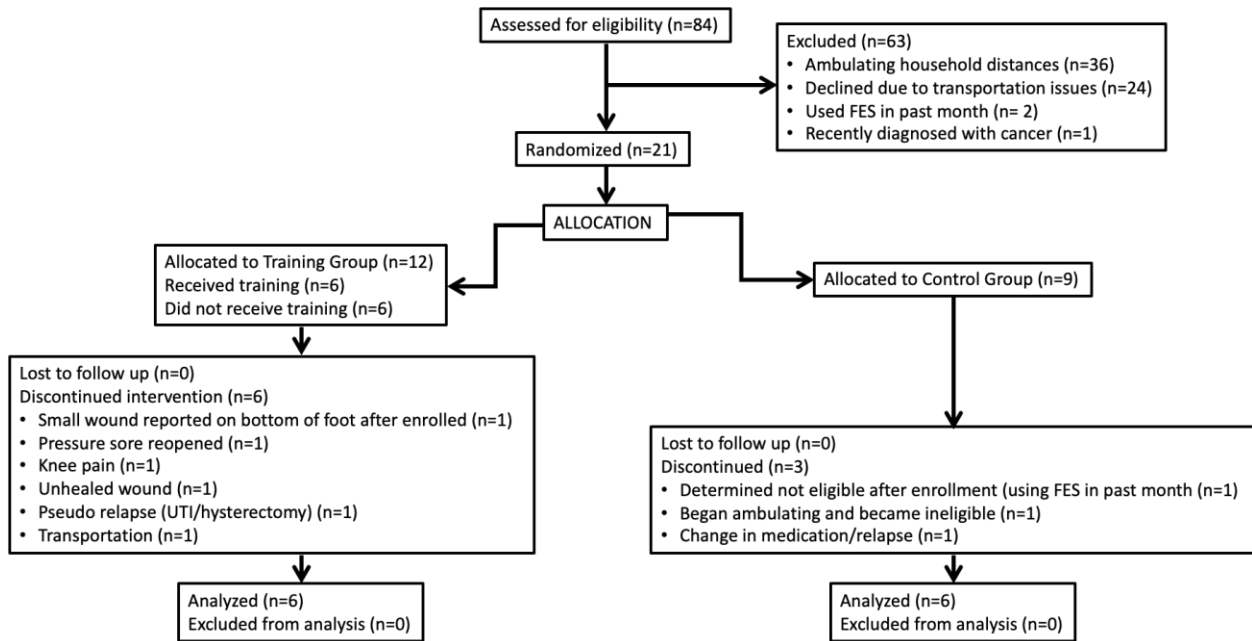 Assessed for eligibility (n=84)
Excluded (n=63)
• Ambulating household distances (n=36)
• Declined due to transportation issues (n=24)
• Used FES in past month (n= 2)
• Recently diagnosed with cancer (n=1)
Randomized (n=21)
ALLOCATION
Allocated to Training Group (n=12)
Received training (n=6)
Did not receive training (n=6)
Allocated to Control Group (n=9)
Lost to follow up (n=0)
Discontinued intervention (n=6)
• Small wound reported on bottom of foot after enrolled (n=1)
• Pressure sore reopened (n=1)
• Knee pain (n=1)
• Unhealed wound (n=1)
• Pseudo relapse (UTI/hysterectomy) (n=1)
• Transportation (n=1)
Lost to follow up (n=0)
Discontinued (n=3)
• Determined not eligible after enrollment (using FES in past month (n=1)
• Began ambulating and became ineligible (n=1)
• Change in medication/relapse (n=1)
Analyzed (n=6)
Excluded from analysis (n=0)
Analyzed (n=6)
Excluded from analysis (n=0)